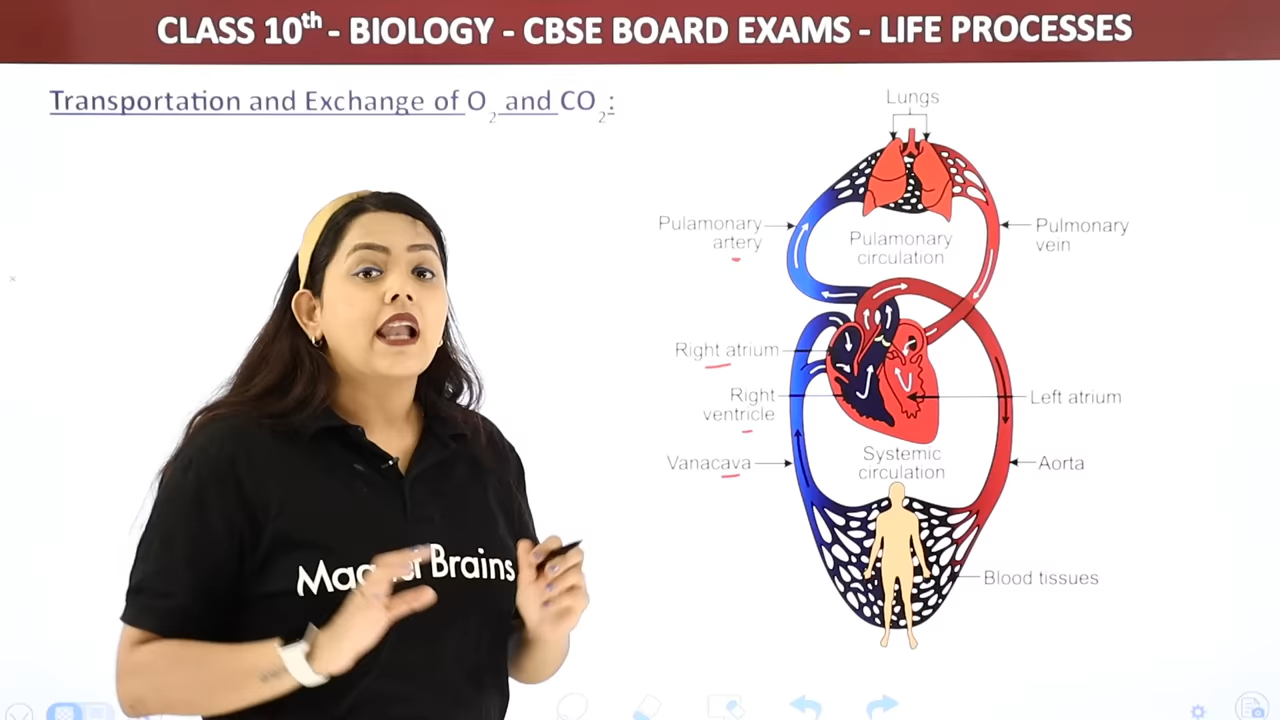 CLASS 10th - BIOLOGY - CBSE BOARD EXAMS - LIFE PROCESSES
Transportation and Exchange of O2 and CO2:
Lungs
Pulamonary
artery
Pulamonary
circulation
Pulmonary
vein
Right atrium
Right
ventricle
Left atrium
Vanacava
Systemic
circulation
Aorta
Blood tissues
Brains